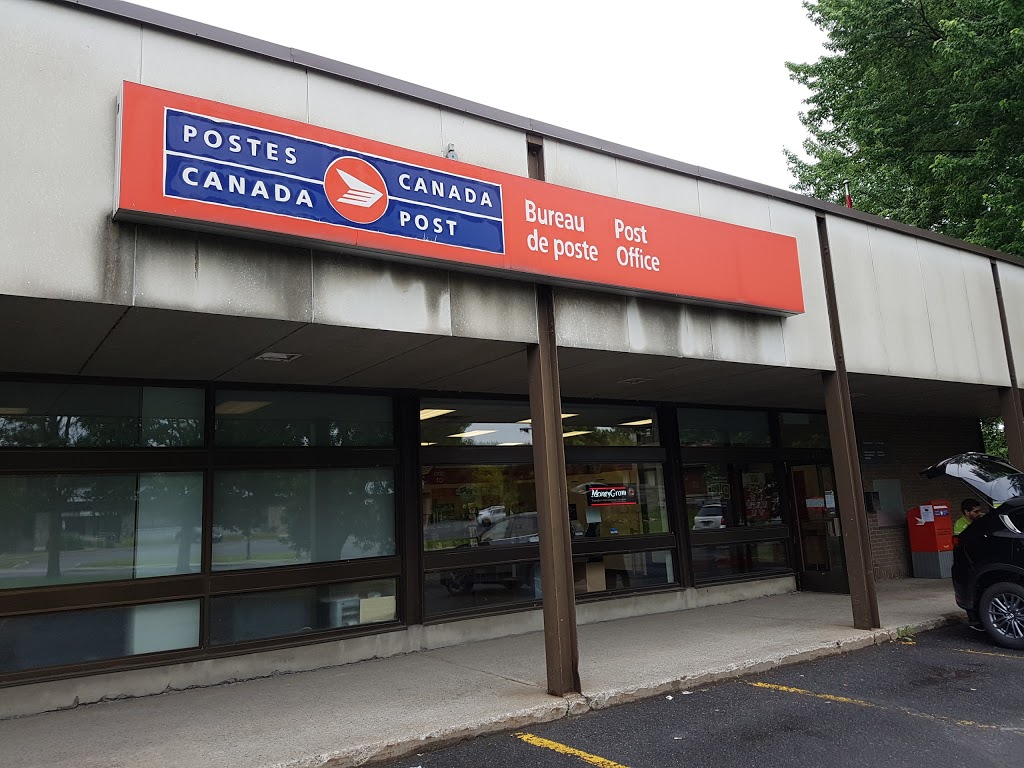 POSTES
CANADA
CANADA
POST
Bureau
de poste
Post
Office
MoneyGram